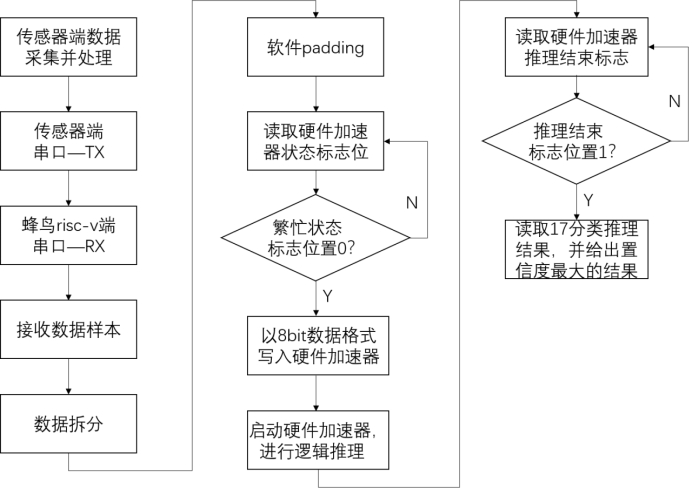 传感器端数据
采集并处理
传感器端
串口—TX
蜂鸟risc-v端
串口—RX
接收数据样本
数据拆分
软件padding
读取硬件加速
器状态标志位
N
繁忙状态
标志位置0？
Y
以8bit数据格式
写入硬件加速器
启动硬件加速器，
进行逻辑推理
读取硬件加速器
推理结束标志
N
推理结束
标志位置1？
Y
读取17分类推理
结果，并给出置
信度最大的结果